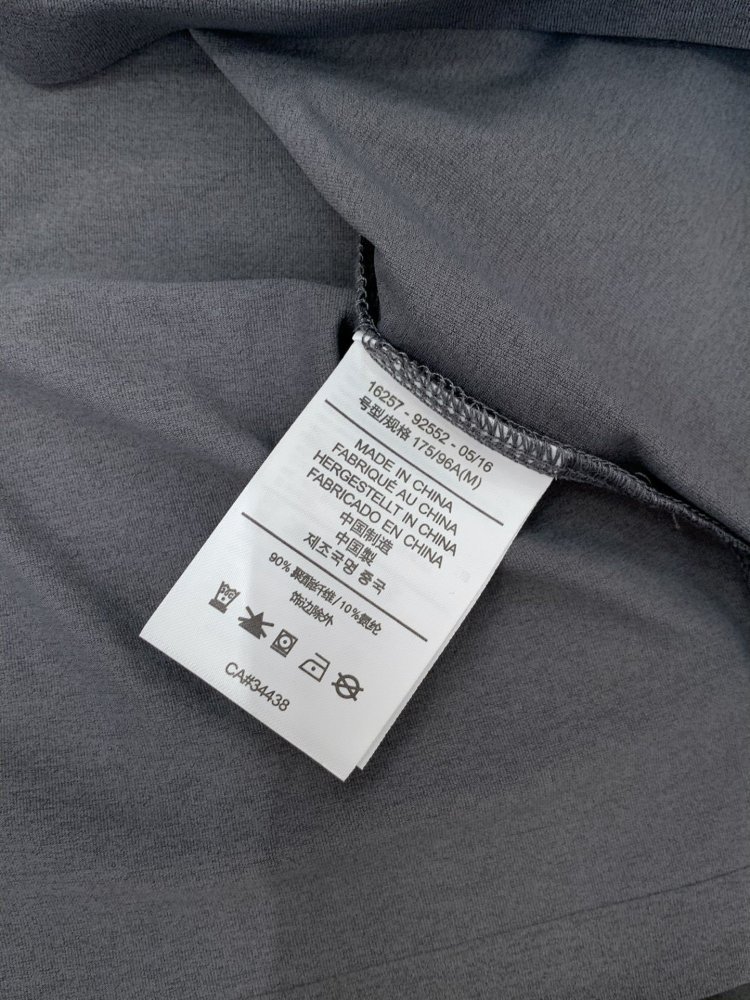 16257 - 92552 - 05/16
号型/规格 175/96A(M)
MADE IN CHINA
FABRIQUÉ AU CHINA
HERGESTELLT IN CHINA
FABRICADO EN CHINA
中国制造
中國製
제조국명 중국
90% 聚酯纤维 / 10% 氨纶
饰边除外
CA#34438